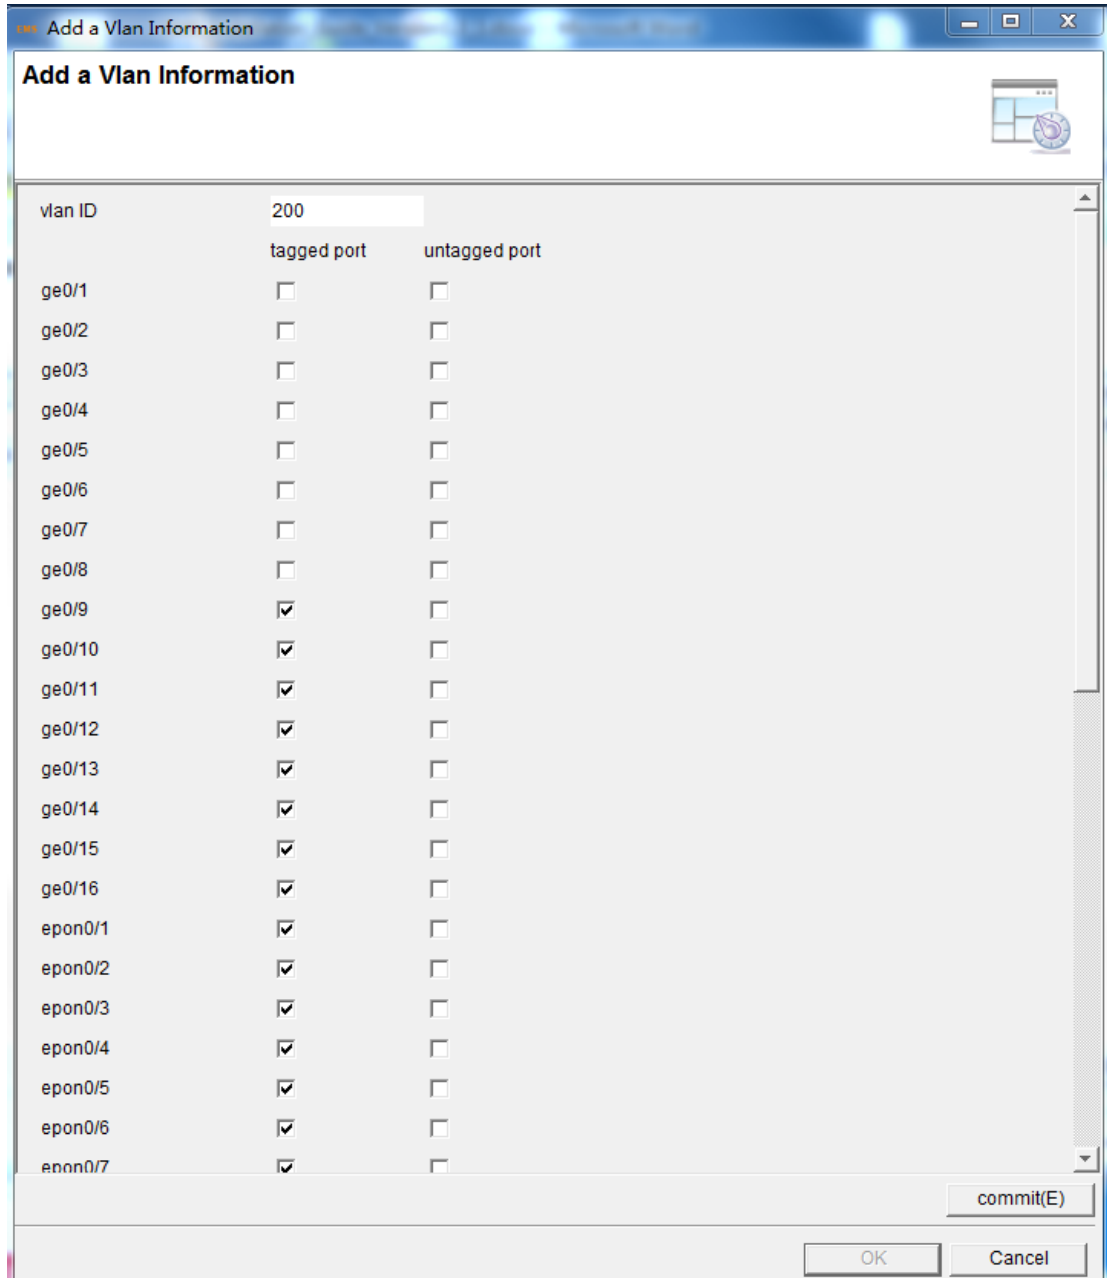 EMS Add a Vlan Information
Add a Vlan Information
vlan ID 200
tagged port untagged port
ge0/1
ge0/2
ge0/3
ge0/4
ge0/5
ge0/6
ge0/7
ge0/8
ge0/9
ge0/10
ge0/11
ge0/12
ge0/13
ge0/14
ge0/15
ge0/16
epon0/1
epon0/2
epon0/3
epon0/4
epon0/5
epon0/6
epon0/7
commit(E)
OK Cancel